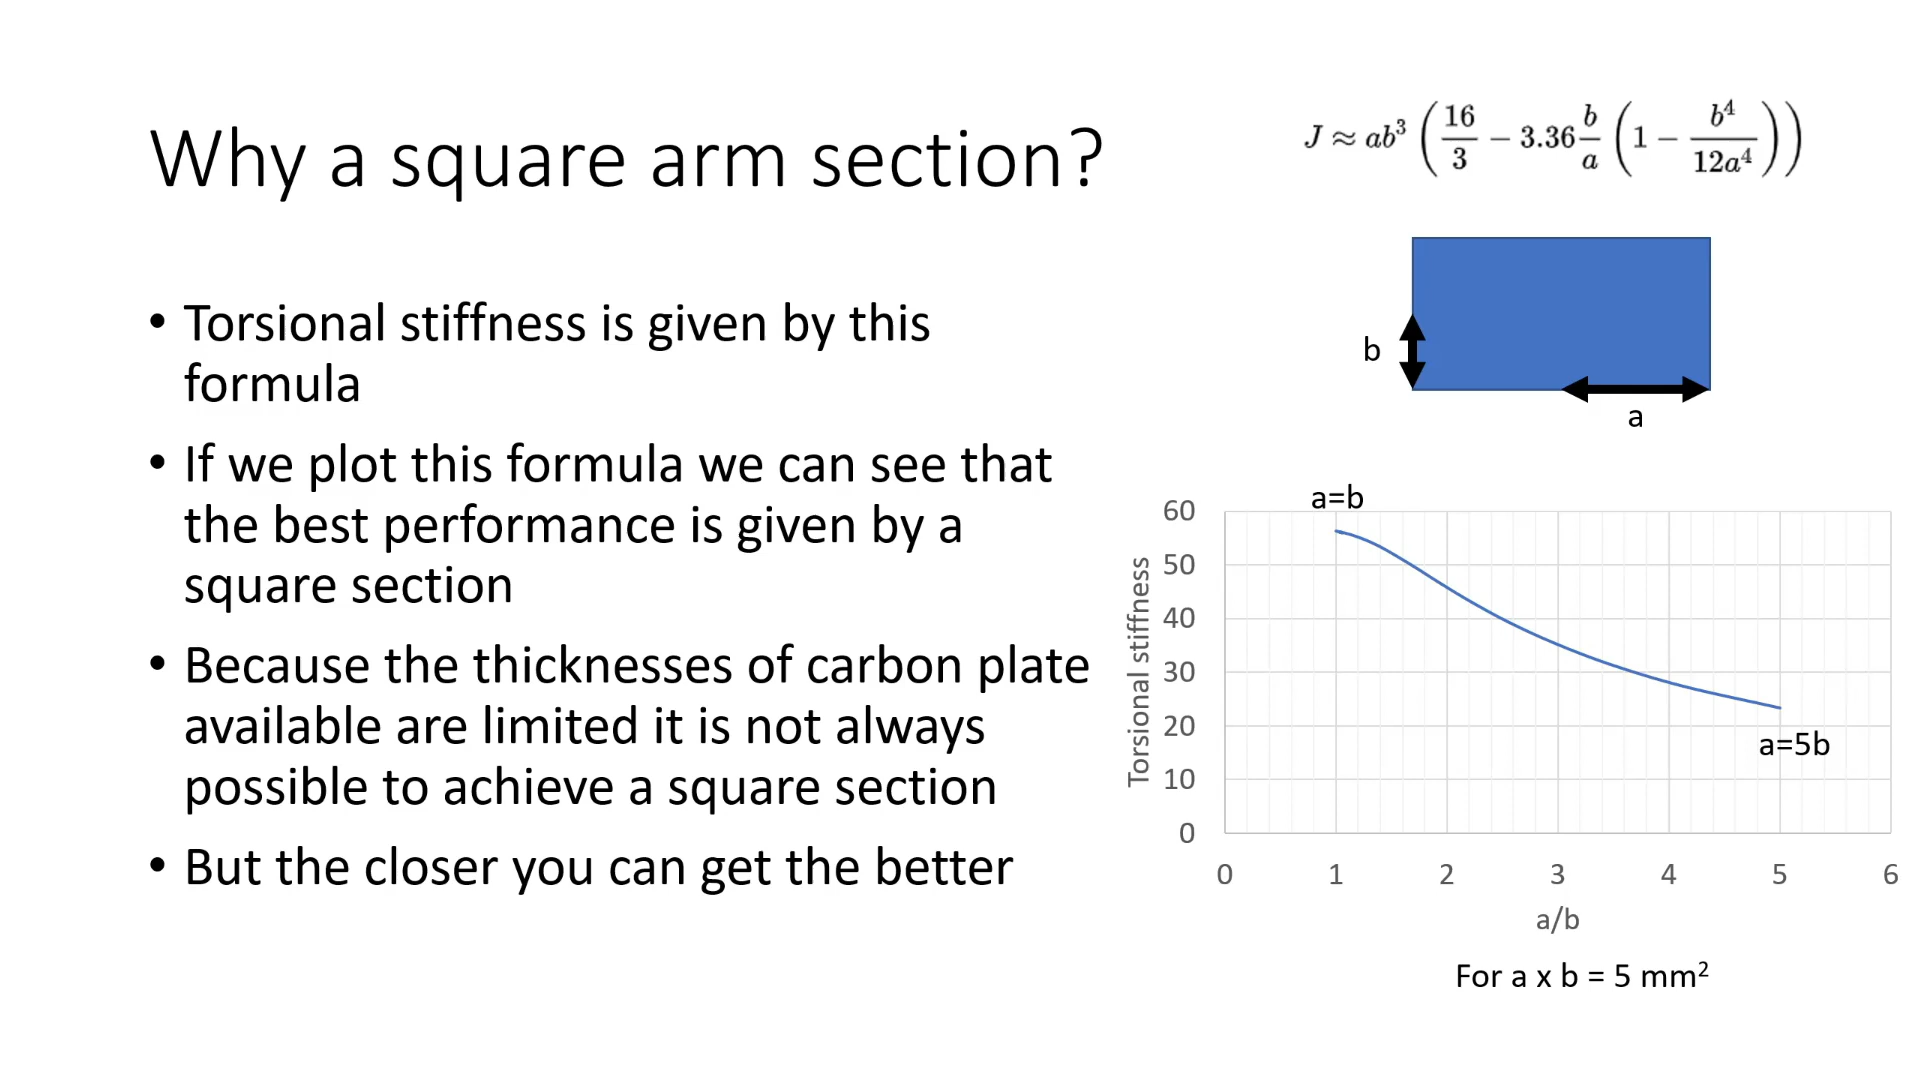 Why a square arm section?
J ≈ ab³ (16/3 − 3.36 b/a (1 − b⁴/12a⁴))
• Torsional stiffness is given by this
formula
• If we plot this formula we can see that
the best performance is given by a
square section
• Because the thicknesses of carbon plate
available are limited it is not always
possible to achieve a square section
• But the closer you can get the better
b
a
a=b
60
50
40
30
20
10
0
Torsional stiffness
a=5b
0 1 2 3 4 5 6
a/b
For a x b = 5 mm²